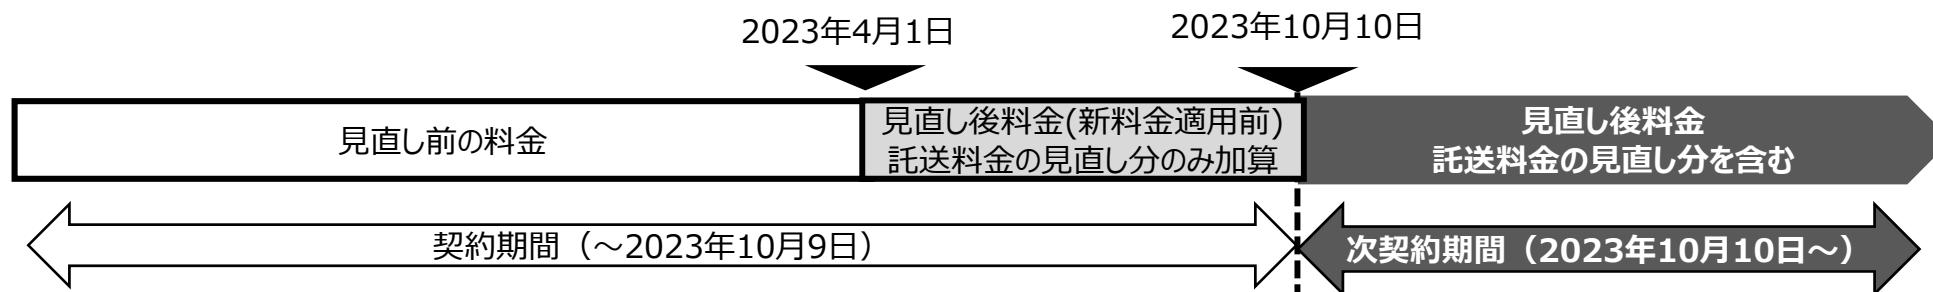 2023年4月1日
2023年10月10日
見直し前の料金
見直し後料金(新料金適用前)
託送料金の見直し分のみ加算
見直し後料金
託送料金の見直し分を含む
契約期間（～2023年10月9日）
次契約期間（2023年10月10日～）